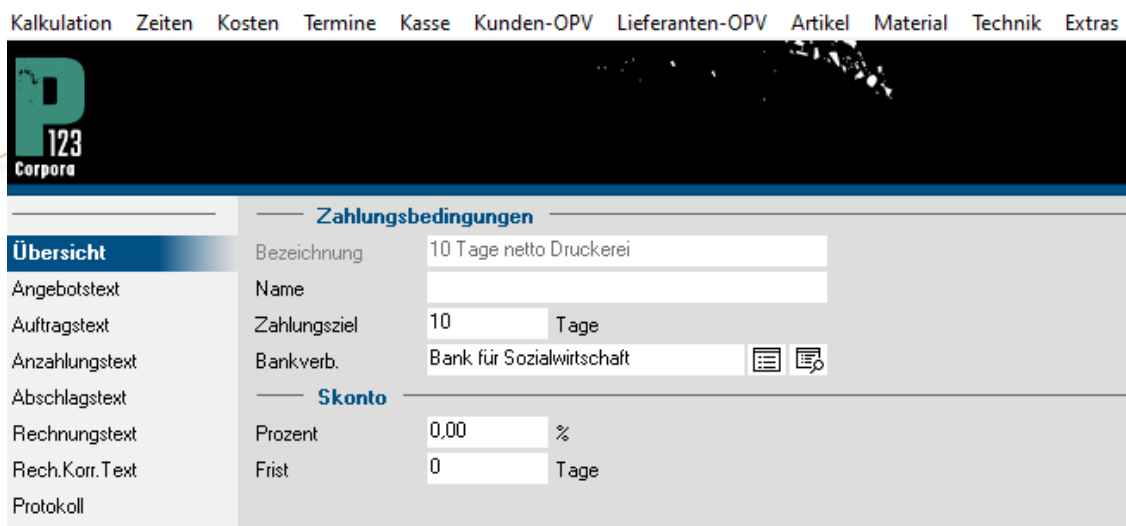 Kalkulation Zeiten Kosten Termine Kasse Kunden-OPV Lieferanten-OPV Artikel Material Technik Extras
P
123
Corpora
Zahlungsbedingungen
Übersicht
Bezeichnung 10 Tage netto Druckerei
Angebotstext
Name
Auftragstext
Zahlungsziel 10 Tage
Anzahlungstext
Bankverb. Bank für Sozialwirtschaft
Abschlagstext
Skonto
Rechnungstext
Prozent 0,00 %
Rech.Korr.Text
Frist 0 Tage
Protokoll